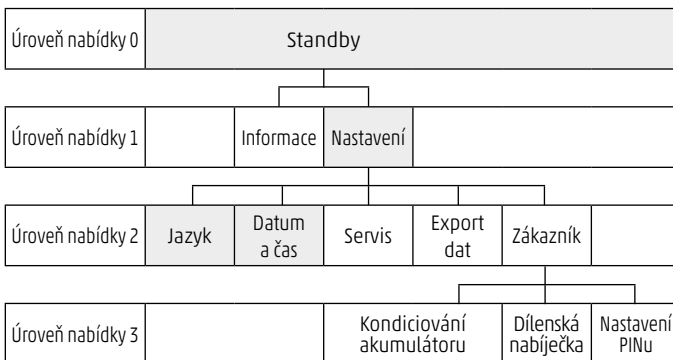 Úroveň nabídky 0
Standby
Úroveň nabídky 1
Informace
Nastavení
Úroveň nabídky 2
Jazyk
Datum
a čas
Servis
Export
dat
Zákazník
Úroveň nabídky 3
Kondiciování
akumulátoru
Dílenská
nabíječka
Nastavení
PINu